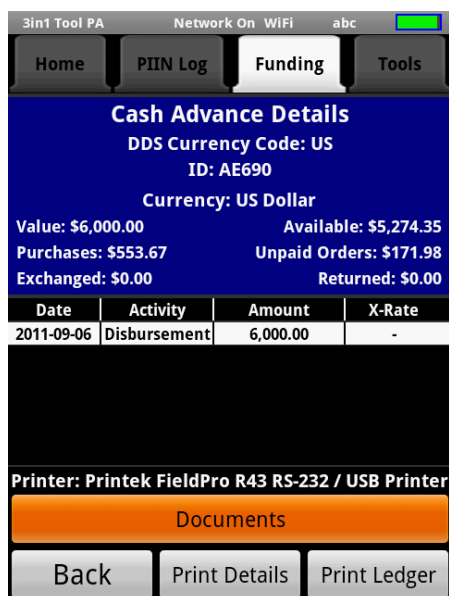 3in1 Tool PA Network On WiFi abc
Home PIIN Log Funding Tools
Cash Advance Details
DDS Currency Code: US
ID: AE690
Currency: US Dollar
Value: $6,000.00 Available: $5,274.35
Purchases: $553.67 Unpaid Orders: $171.98
Exchanged: $0.00 Returned: $0.00
Date Activity Amount X-Rate
2011-09-06 Disbursement 6,000.00 -
Printer: Printek FieldPro R43 RS-232 / USB Printer
Documents
Back Print Details Print Ledger